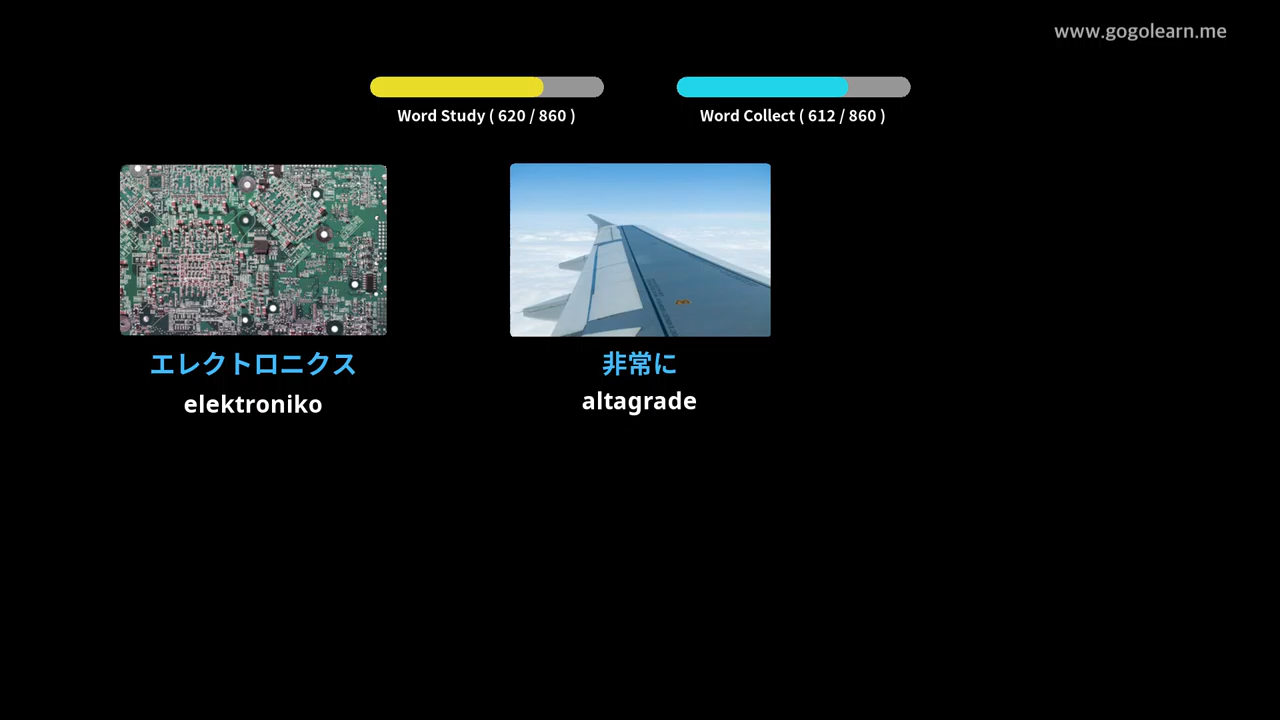 www.gogolearn.me
Word Study ( 620 / 860 )
Word Collect ( 612 / 860 )
エレクトロニクス
elektroniko
非常に
altagrade